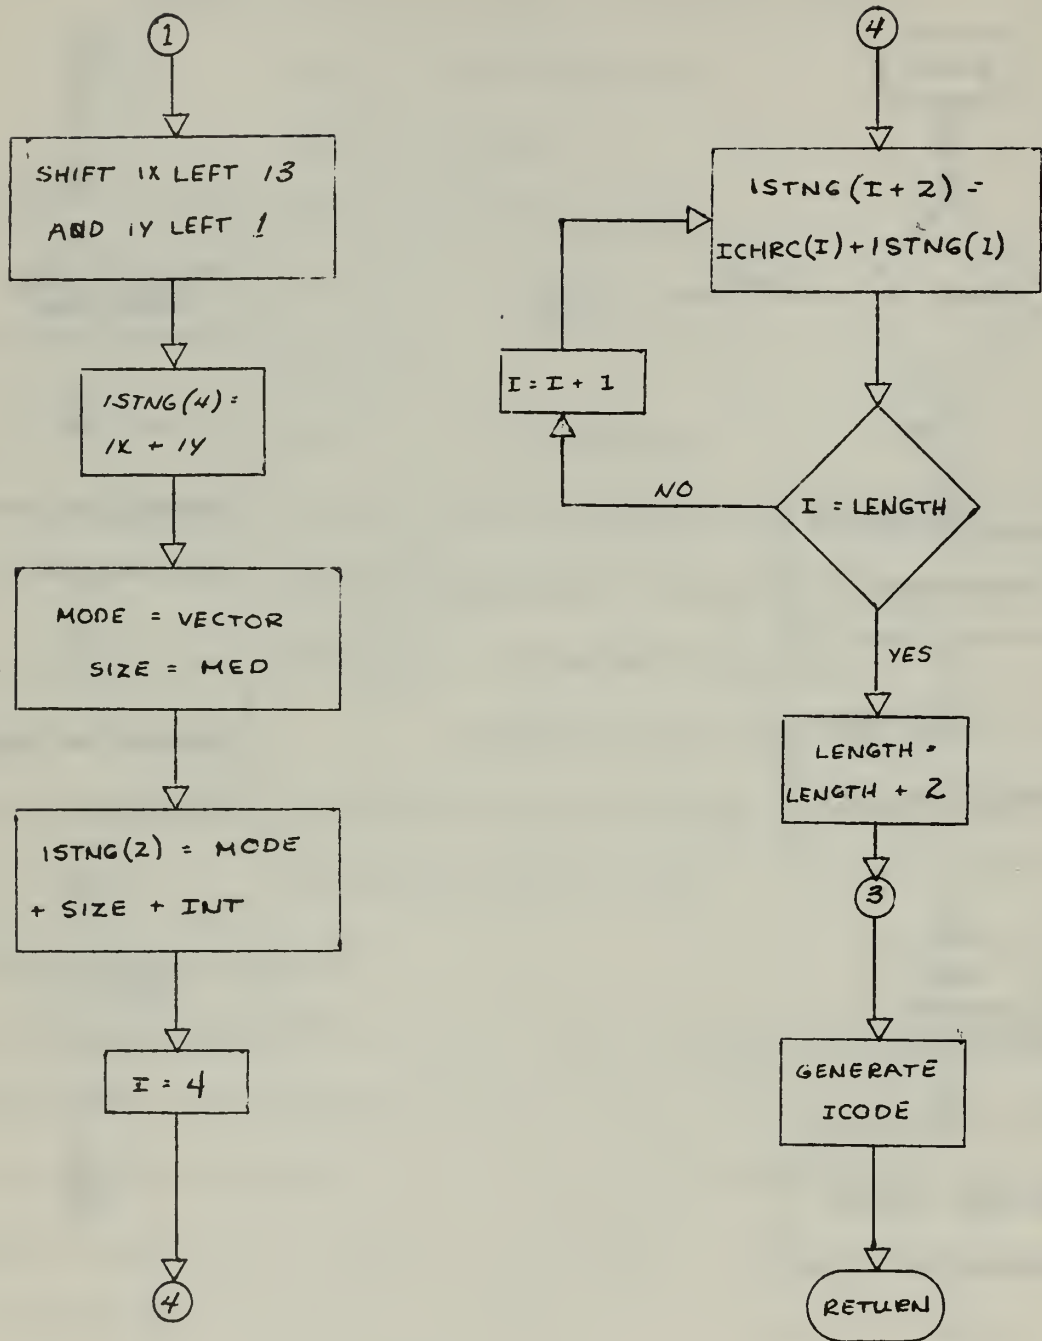 1
SHIFT IX LEFT 13
AND IY LEFT 1
ISTNG(4) =
IX + IY
MODE = VECTOR
SIZE = MED
ISTNG(2) = MODE
+ SIZE + INT
I = 4
4
4
ISTNG(I+2) =
ICHRC(I)+ISTNG(1)
I = I + 1
NO
I = LENGTH
YES
LENGTH =
LENGTH + 2
3
GENERATE
ICODE
RETURN